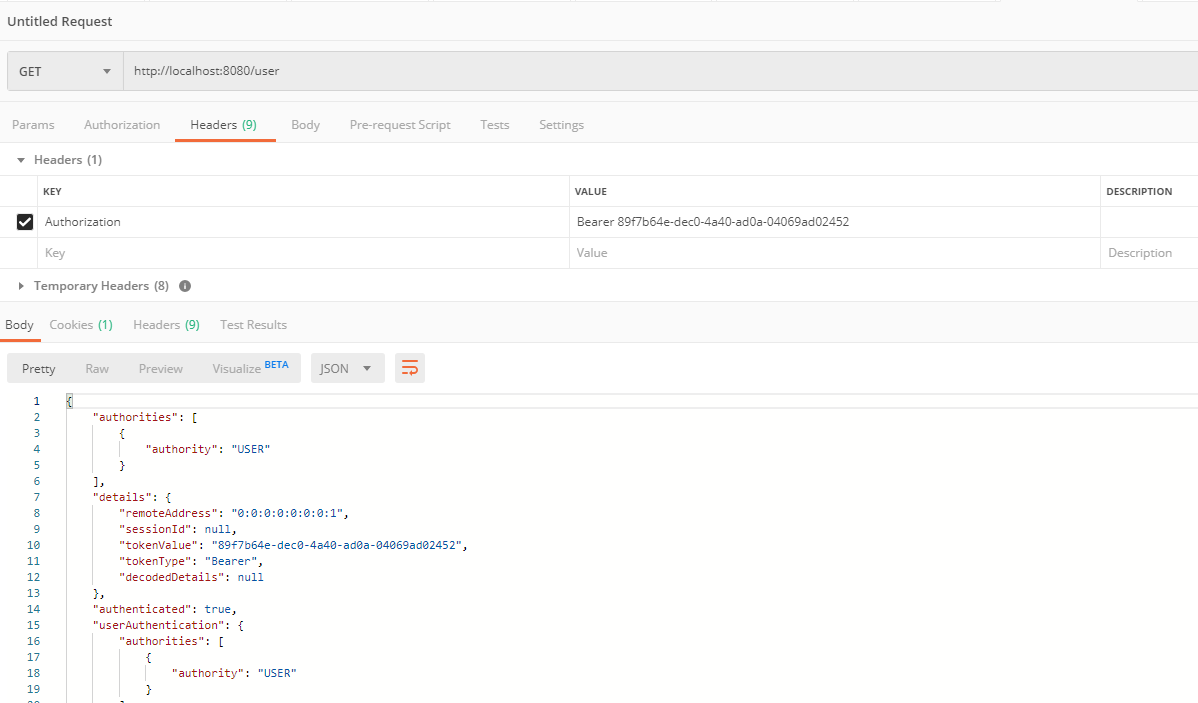 Untitled Request
GET http://localhost:8080/user
Params Authorization Headers (9) Body Pre-request Script Tests Settings
Headers (1)
KEY VALUE DESCRIPTION
Authorization Bearer 89f7b64e-dec0-4a40-ad0a-04069ad02452
Key Value Description
Temporary Headers (8)
Body Cookies (1) Headers (9) Test Results
Pretty Raw Preview Visualize BETA JSON
1 {
2 "authorities": [
3 {
4 "authority": "USER"
5 }
6 ],
7 "details": {
8 "remoteAddress": "0:0:0:0:0:0:0:1",
9 "sessionId": null,
10 "tokenValue": "89f7b64e-dec0-4a40-ad0a-04069ad02452",
11 "tokenType": "Bearer",
12 "decodedDetails": null
13 },
14 "authenticated": true,
15 "userAuthentication": {
16 "authorities": [
17 {
18 "authority": "USER"
19 }